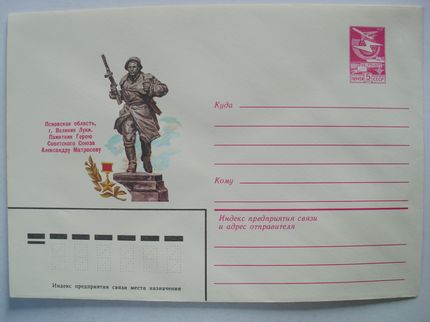 Псковская область,
г. Великие Луки.
Памятник Герою
Советского Союза
Александру Матросову
5
ПОЧТА СССР
Куда
Кому
Индекс предприятия связи
и адрес отправителя
Индекс предприятия связи места назначения